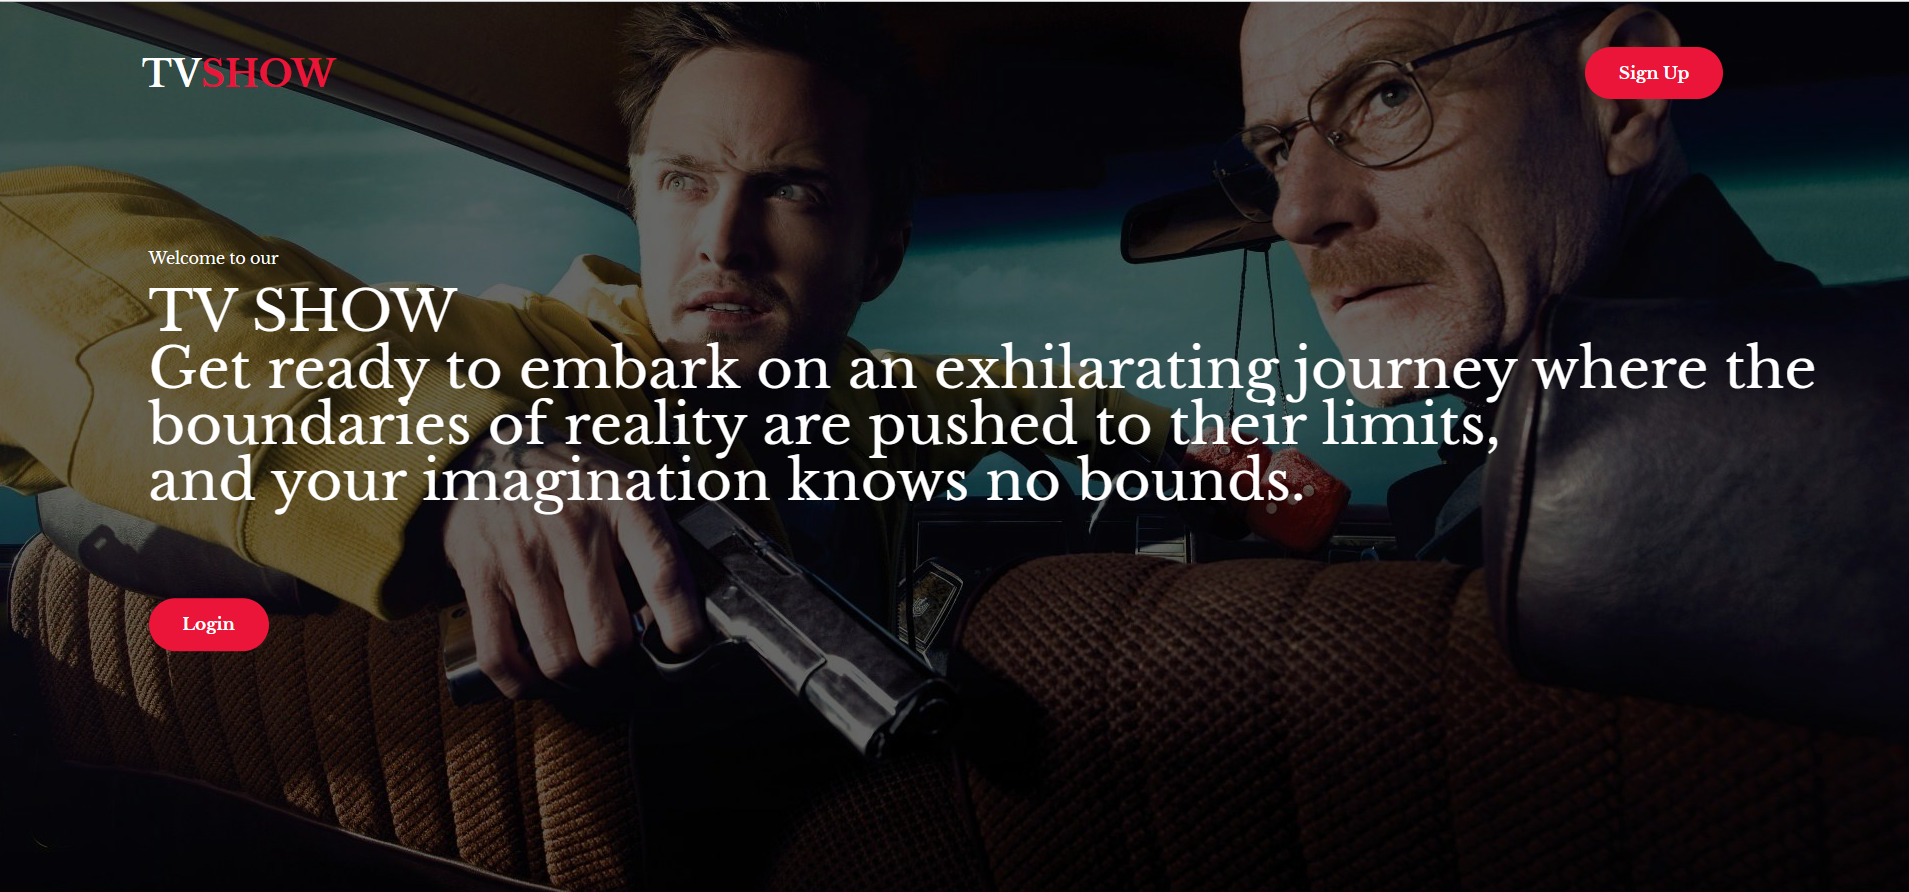 TVSHOW
Sign Up
Welcome to our
TV SHOW
Get ready to embark on an exhilarating journey where the
boundaries of reality are pushed to their limits,
and your imagination knows no bounds.
Login